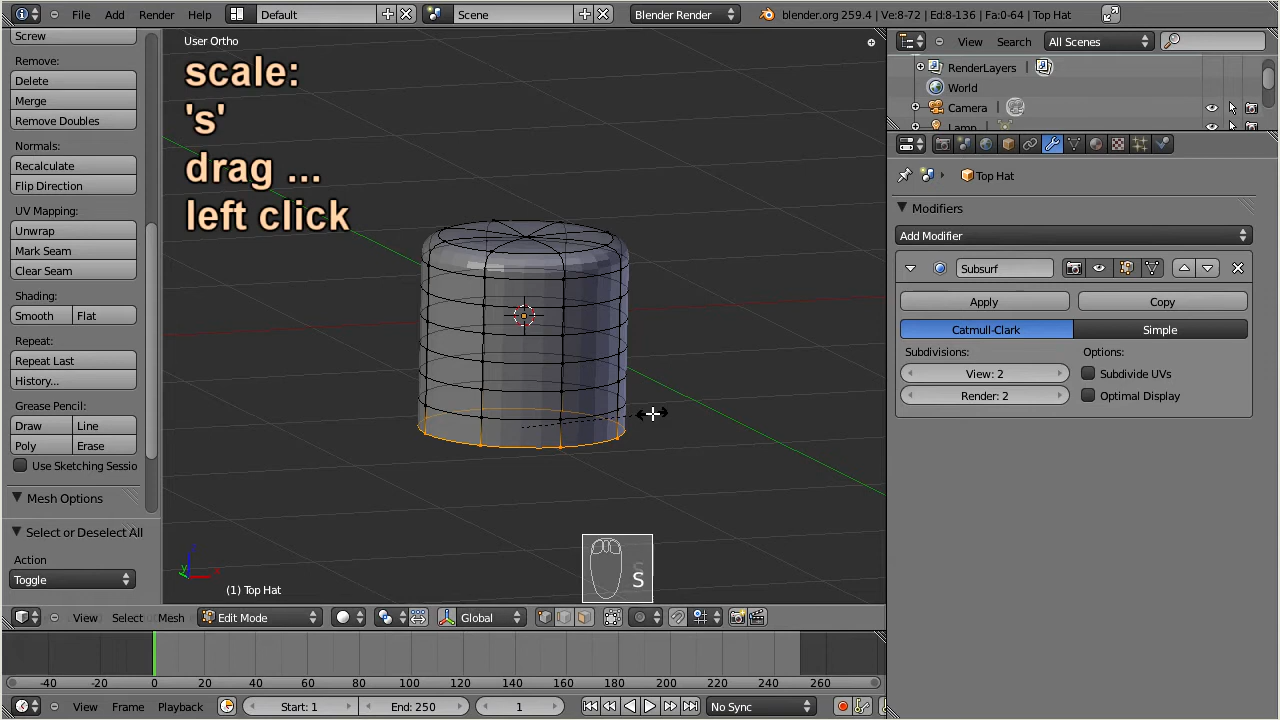 File Add Render Help Default Scene Blender Render blender.org 259.4 | Ve:8-72 | Ed:8-136 | Fa:0-64 | Top Hat
Screw
Remove:
Delete
Merge
Remove Doubles
Normals:
Recalculate
Flip Direction
UV Mapping:
Unwrap
Mark Seam
Clear Seam
Shading:
Smooth Flat
Repeat:
Repeat Last
History...
Grease Pencil:
Draw Line
Poly Erase
Use Sketching Sessio
Mesh Options
Select or Deselect All
Action
Toggle
User Ortho
scale:
's'
drag ...
left click
S
z
y x
(1) Top Hat
View Select Mesh Edit Mode Global
-40 -20 0 20 40 60 80 100 120 140 160 180 200 220 240 260
View Frame Playback Start: 1 End: 250 1 No Sync
View Search All Scenes
RenderLayers
World
Camera
Lamp
Top Hat
Modifiers
Add Modifier
Subsurf
Apply Copy
Catmull-Clark Simple
Subdivisions: Options:
View: 2 Subdivide UVs
Render: 2 Optimal Display